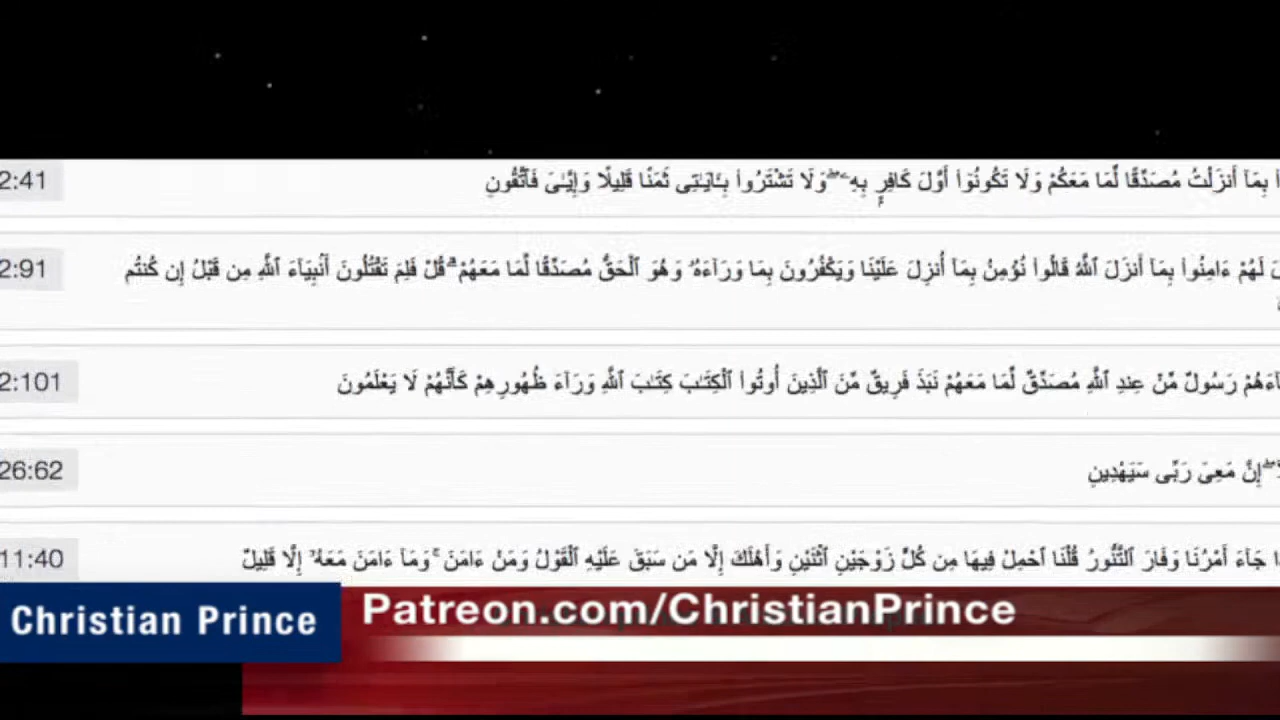 2:41
بِمَآ أَنزَلْتُ مُصَدِّقًا لِّمَا مَعَكُمْ وَلَا تَكُونُوٓا۟ أَوَّلَ كَافِرٍۭ بِهِۦ ۖ وَلَا تَشْتَرُوا۟ بِـَٔايَـٰتِى ثَمَنًا قَلِيلًا وَإِيَّـٰىَ فَٱتَّقُونِ
2:91
لَهُمْ ءَامِنُوا۟ بِمَآ أَنزَلَ ٱللَّهُ قَالُوا۟ نُؤْمِنُ بِمَآ أُنزِلَ عَلَيْنَا وَيَكْفُرُونَ بِمَا وَرَآءَهُۥ وَهُوَ ٱلْحَقُّ مُصَدِّقًا لِّمَا مَعَهُمْ ۗ قُلْ فَلِمَ تَقْتُلُونَ أَنۢبِيَآءَ ٱللَّهِ مِن قَبْلُ إِن كُنتُم
2:101
رَسُولٌ مِّنْ عِندِ ٱللَّهِ مُصَدِّقٌ لِّمَا مَعَهُمْ نَبَذَ فَرِيقٌ مِّنَ ٱلَّذِينَ أُوتُوا۟ ٱلْكِتَـٰبَ كِتَـٰبَ ٱللَّهِ وَرَآءَ ظُهُورِهِمْ كَأَنَّهُمْ لَا يَعْلَمُونَ
26:62
ۖ إِنَّ مَعِىَ رَبِّى سَيَهْدِينِ
11:40
جَآءَ أَمْرُنَا وَفَارَ ٱلتَّنُّورُ قُلْنَا ٱحْمِلْ فِيهَا مِن كُلٍّ زَوْجَيْنِ ٱثْنَيْنِ وَأَهْلَكَ إِلَّا مَن سَبَقَ عَلَيْهِ ٱلْقَوْلُ وَمَنْ ءَامَنَ ۚ وَمَآ ءَامَنَ مَعَهُۥٓ إِلَّا قَلِيلٌ
Patreon.com/ChristianPrince
Christian Prince